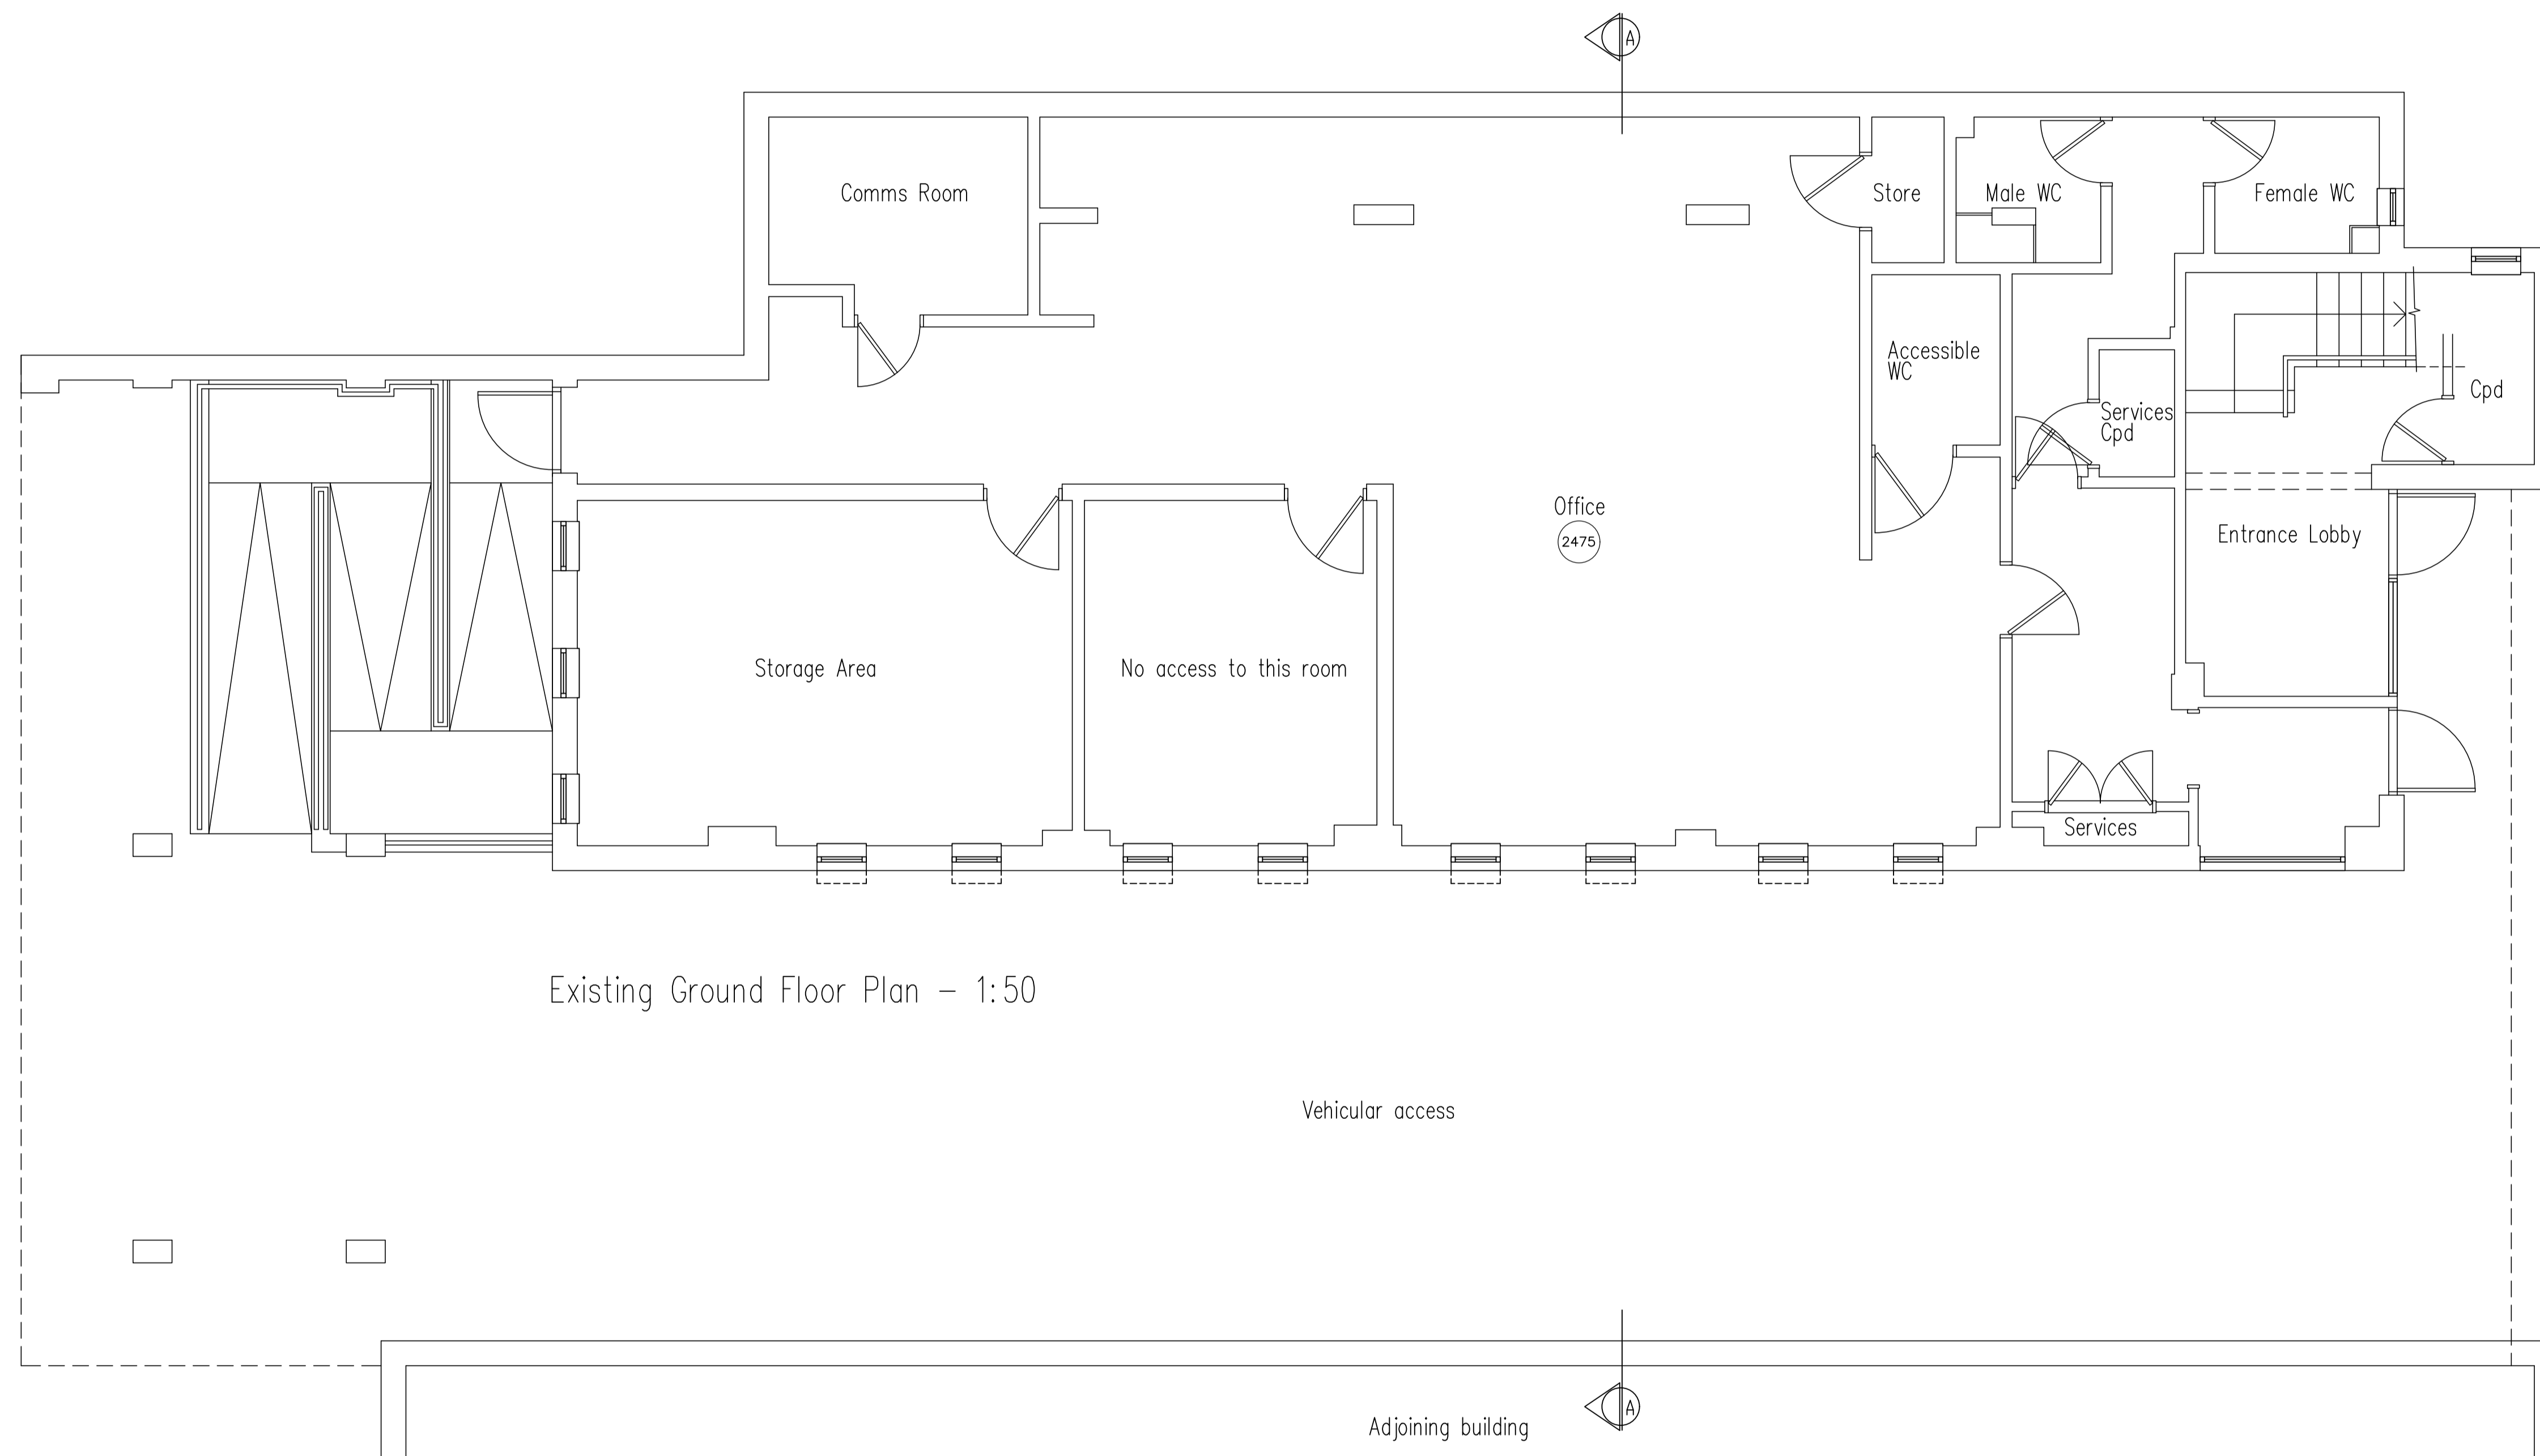 A
Comms Room
Store
Male WC
Female WC
Accessible
WC
Services
Cpd
Cpd
Office
2475
Entrance Lobby
Storage Area
No access to this room
Services
Existing Ground Floor Plan - 1:50
Vehicular access
A
Adjoining building